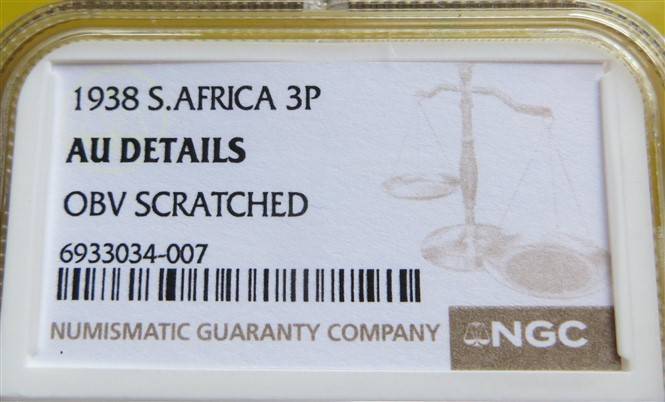 1938 S.AFRICA 3P
AU DETAILS
OBV SCRATCHED
6933034-007
NUMISMATIC GUARANTY COMPANY
NGC